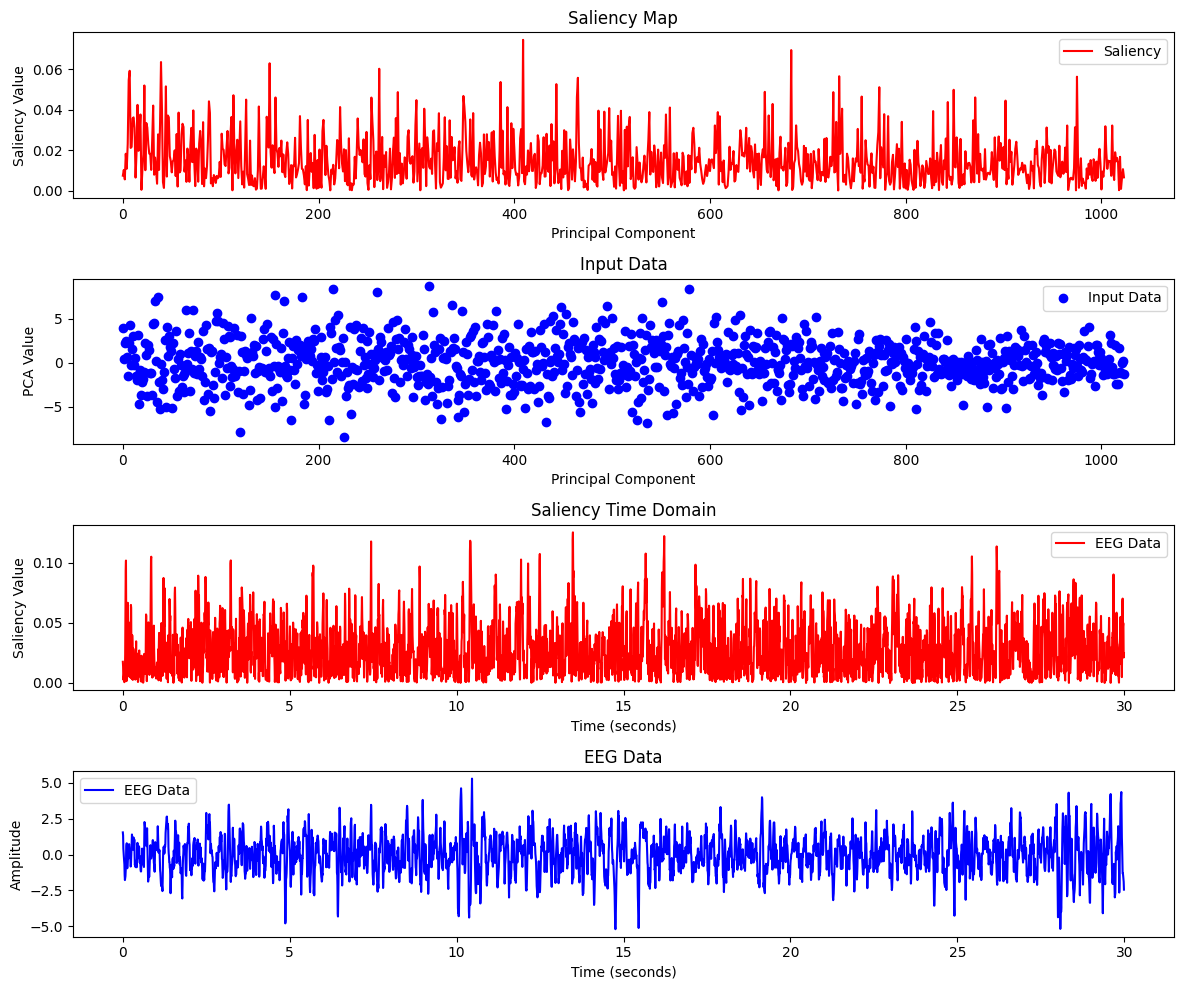 Saliency Map
Saliency Value
0.06
0.04
0.02
0.00
Saliency
0 200 400 600 800 1000
Principal Component
Input Data
PCA Value
5
0
−5
Input Data
0 200 400 600 800 1000
Principal Component
Saliency Time Domain
Saliency Value
0.10
0.05
0.00
EEG Data
0 5 10 15 20 25 30
Time (seconds)
EEG Data
Amplitude
5.0
2.5
0.0
−2.5
−5.0
EEG Data
0 5 10 15 20 25 30
Time (seconds)